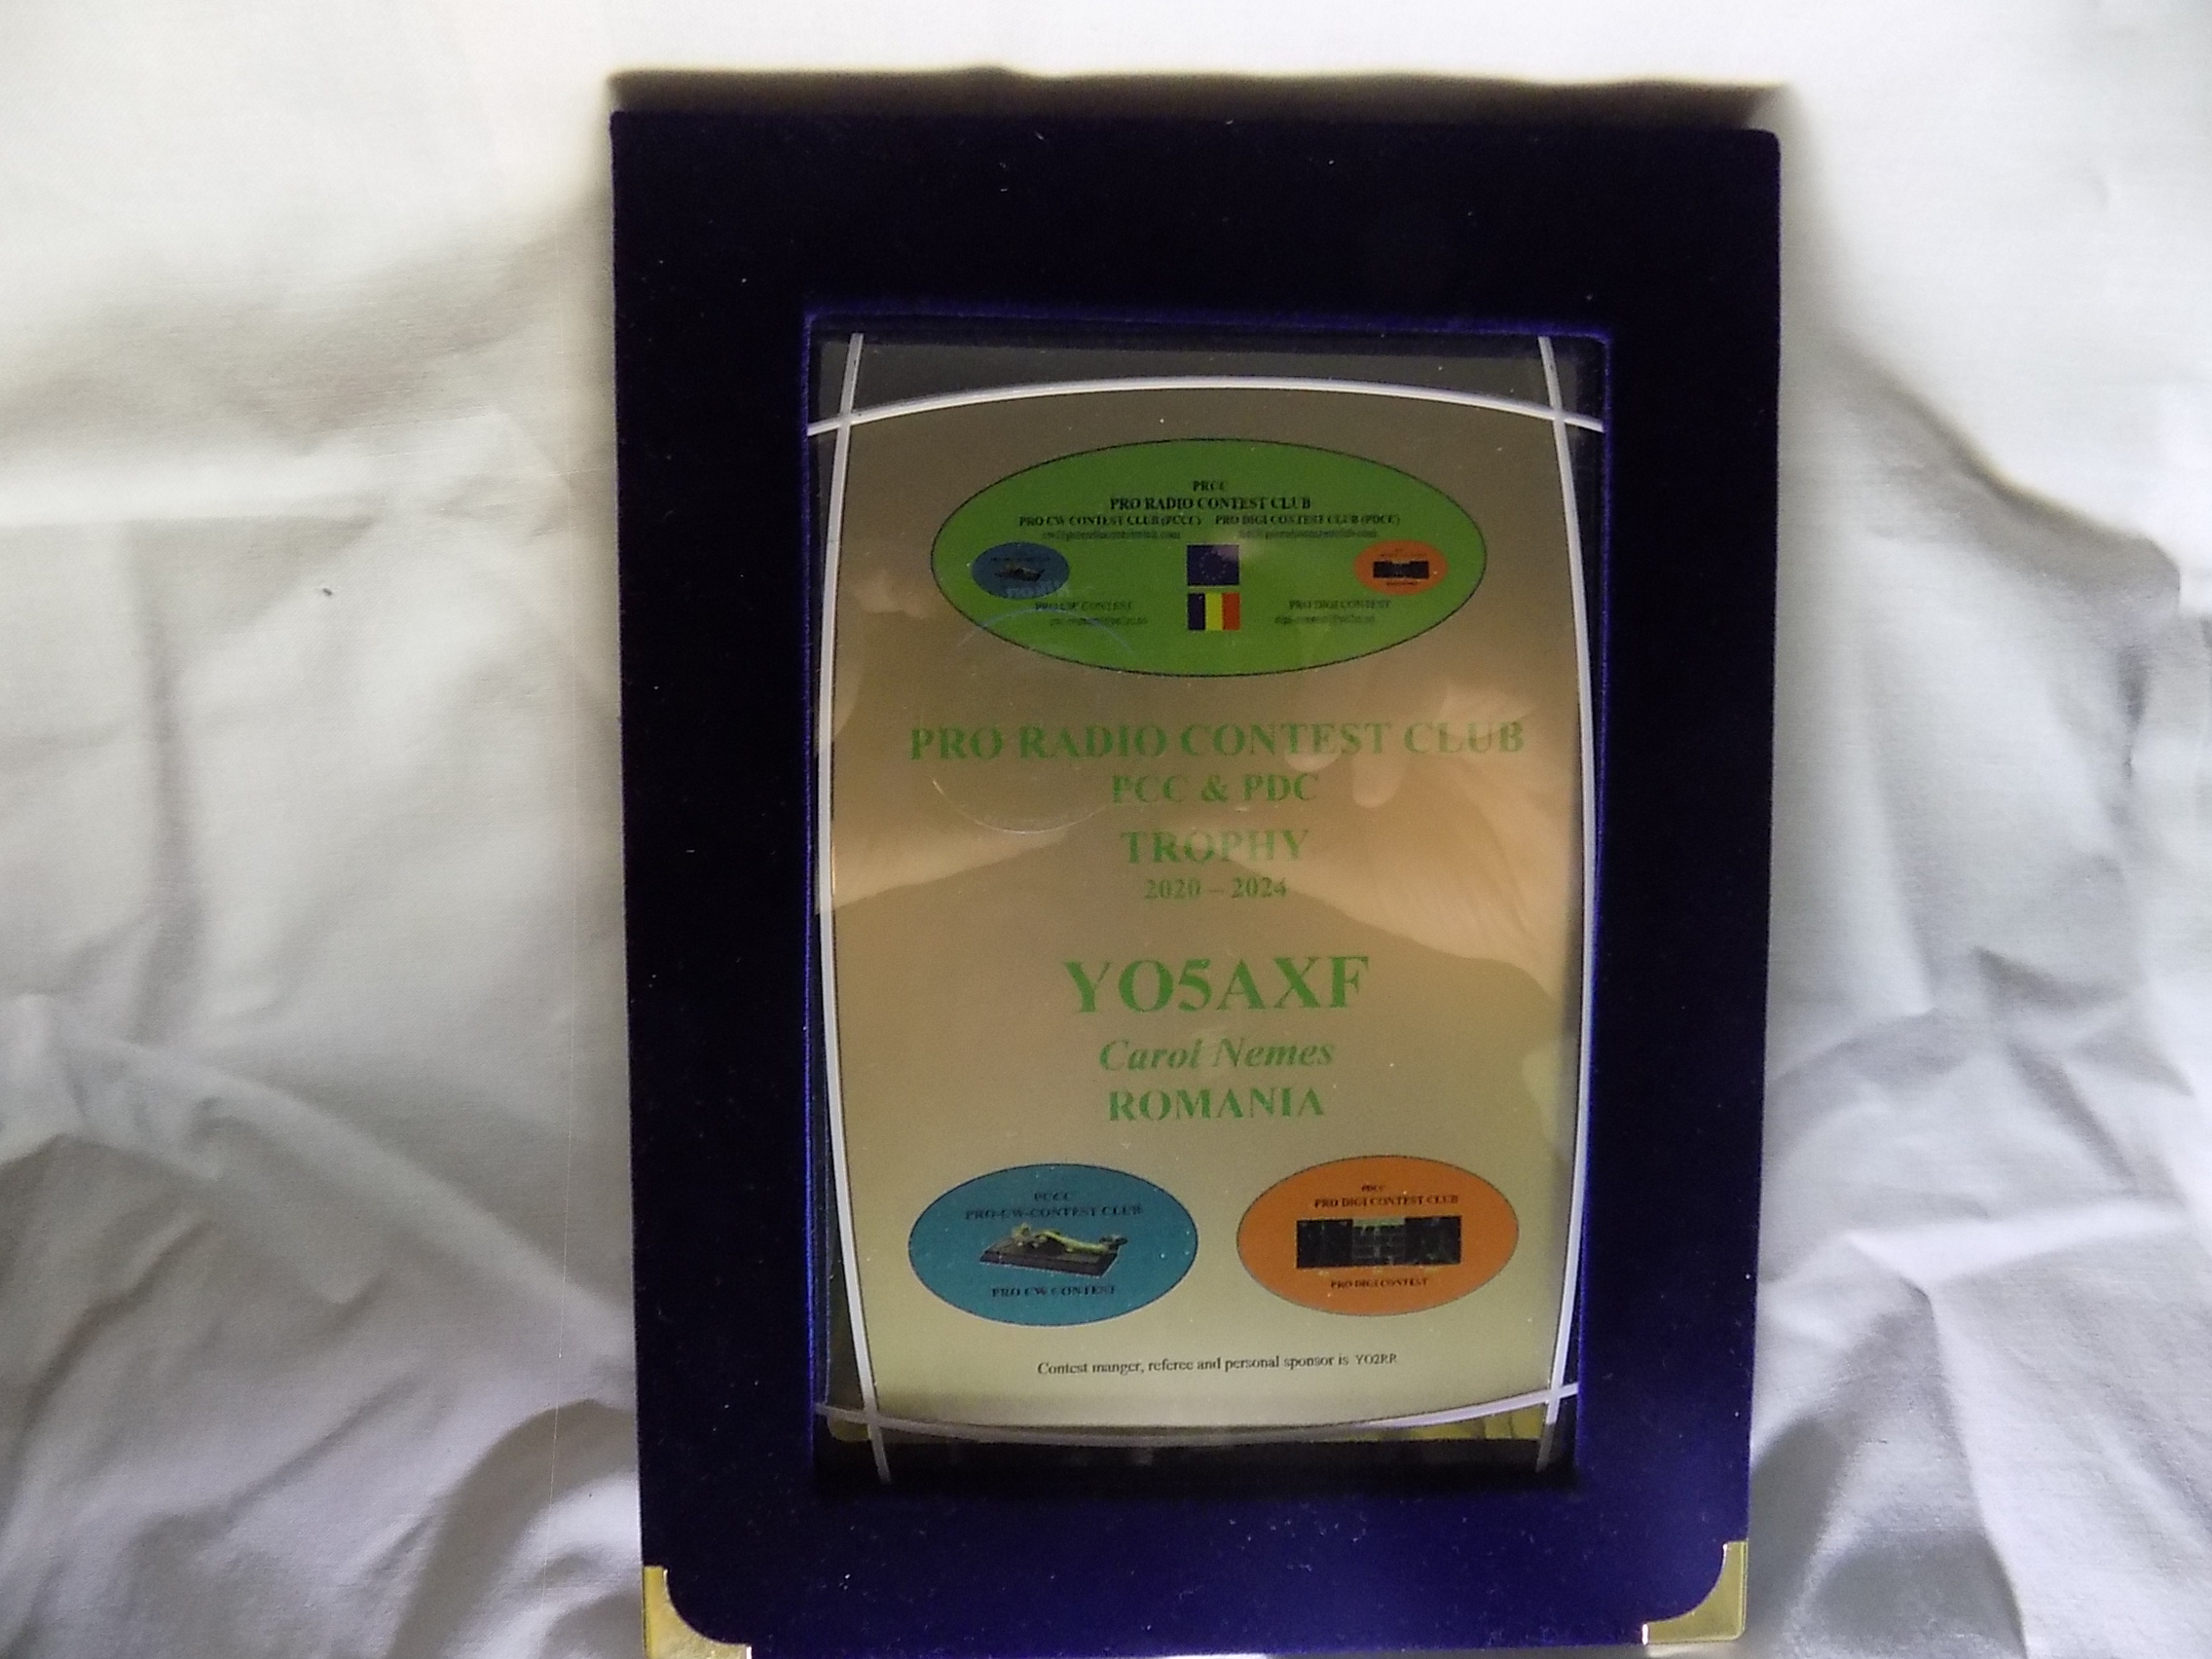 PRCC
PRO RADIO CONTEST CLUB
PRO CW CONTEST CLUB (PCCC) PRO DIGI CONTEST CLUB (PDCC)
PRO CW CONTEST PRO DIGI CONTEST
PRO RADIO CONTEST CLUB
PCC & PDC
TROPHY
2020 – 2024
YO5AXF
Carol Nemes
ROMANIA
PCCC
PRO-CW-CONTEST CLUB
PRO CW CONTEST
PDCC
PRO DIGI CONTEST CLUB
PRO DIGI CONTEST
Contest manger, referee and personal sponsor is YO2RR